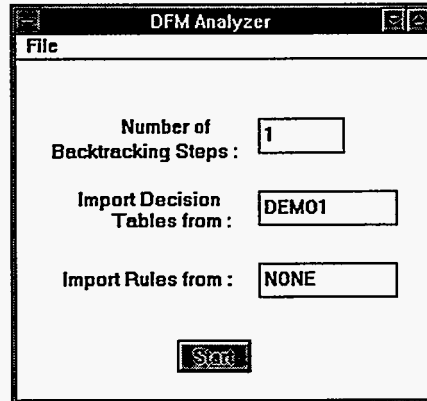 DFM Analyzer
File
Number of
Backtracking Steps :
1
Import Decision
Tables from :
DEMO1
Import Rules from :
NONE
Start